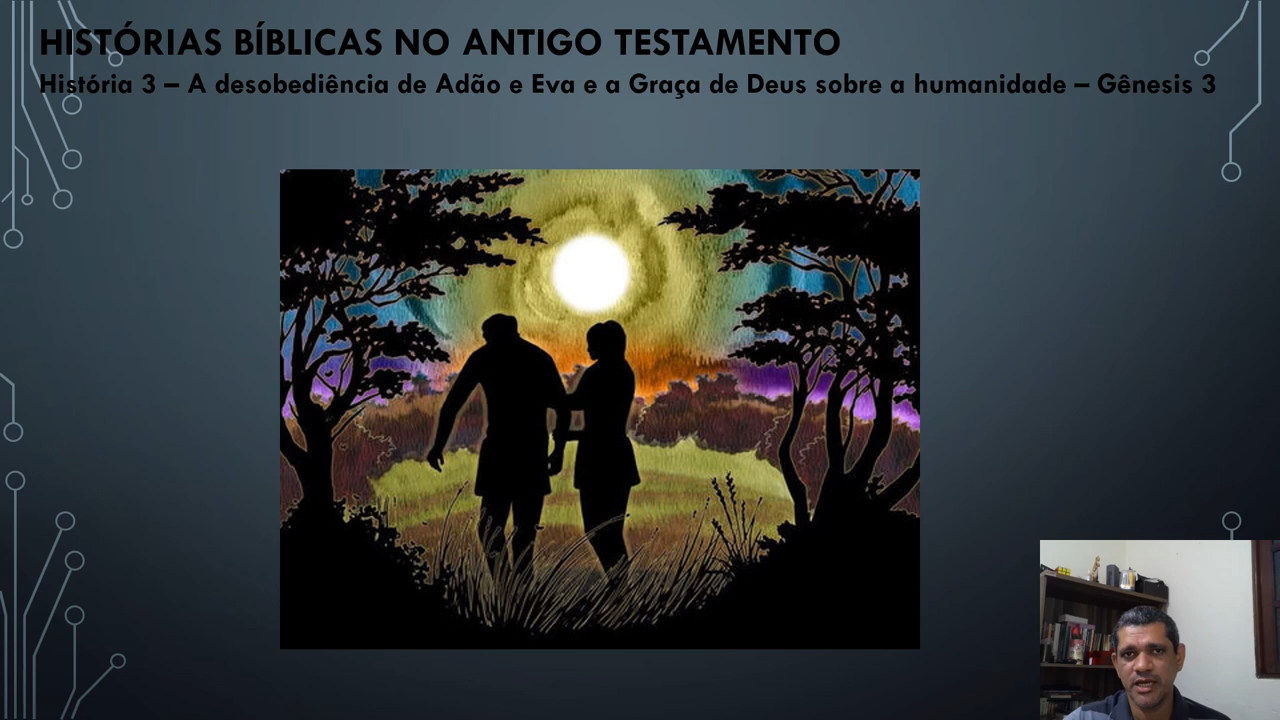 HISTÓRIAS BÍBLICAS NO ANTIGO TESTAMENTO
História 3 – A desobediência de Adão e Eva e a Graça de Deus sobre a humanidade – Gênesis 3